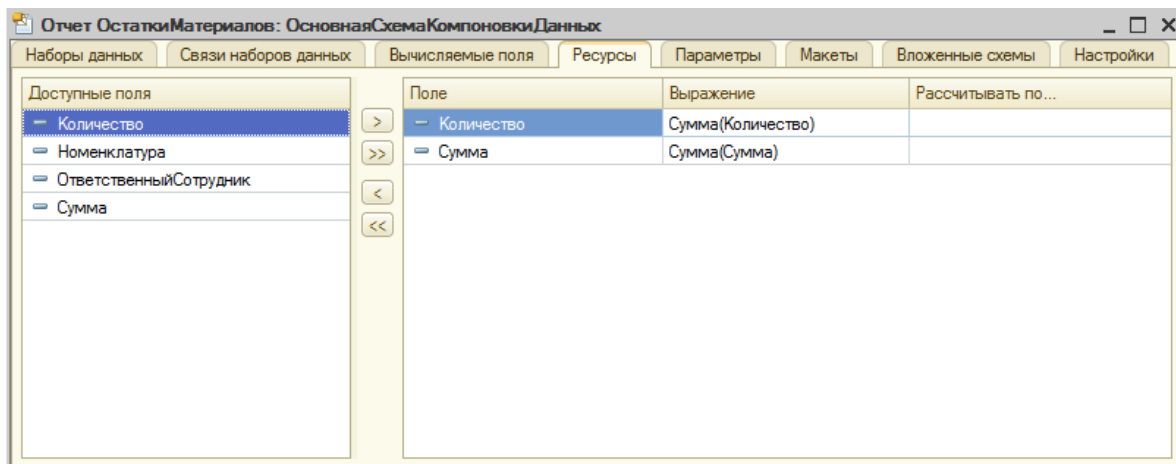 Отчет ОстаткиМатериалов: ОсновнаяСхемаКомпоновкиДанных
Наборы данных Связи наборов данных Вычисляемые поля Ресурсы Параметры Макеты Вложенные схемы Настройки
Доступные поля
Количество
Номенклатура
ОтветственныйСотрудник
Сумма
>
>>
<
<<
Поле Выражение Рассчитывать по...
Количество Сумма(Количество)
Сумма Сумма(Сумма)